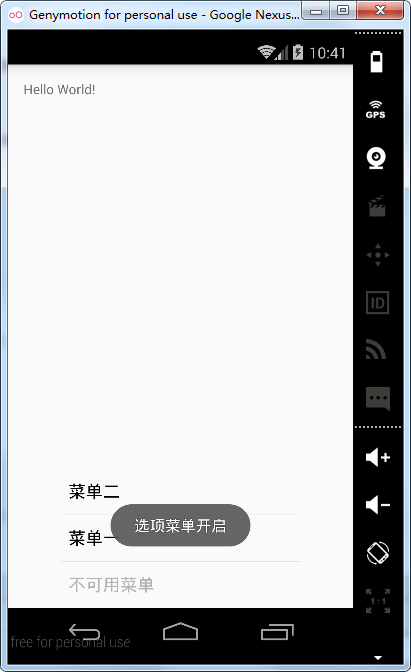 Genymotion for personal use - Google Nexus...
10:41
GPS
Hello World!
ID
菜单二
选项菜单开启
菜单一
不可用菜单
1:1
free for personal use